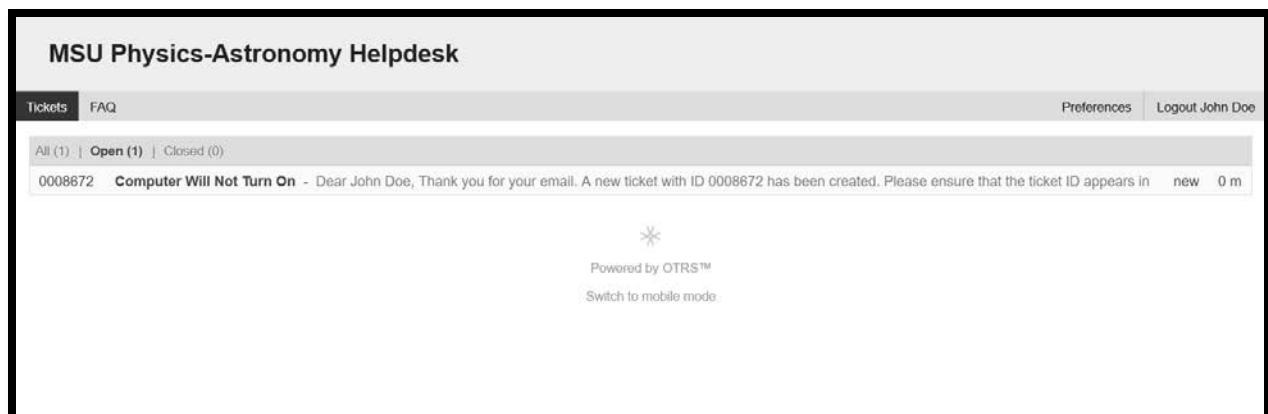 MSU Physics-Astronomy Helpdesk
Tickets FAQ Preferences Logout John Doe
All (1) | Open (1) | Closed (0)
0008672 Computer Will Not Turn On - Dear John Doe, Thank you for your email. A new ticket with ID 0008672 has been created. Please ensure that the ticket ID appears in new 0 m
Powered by OTRS™
Switch to mobile mode